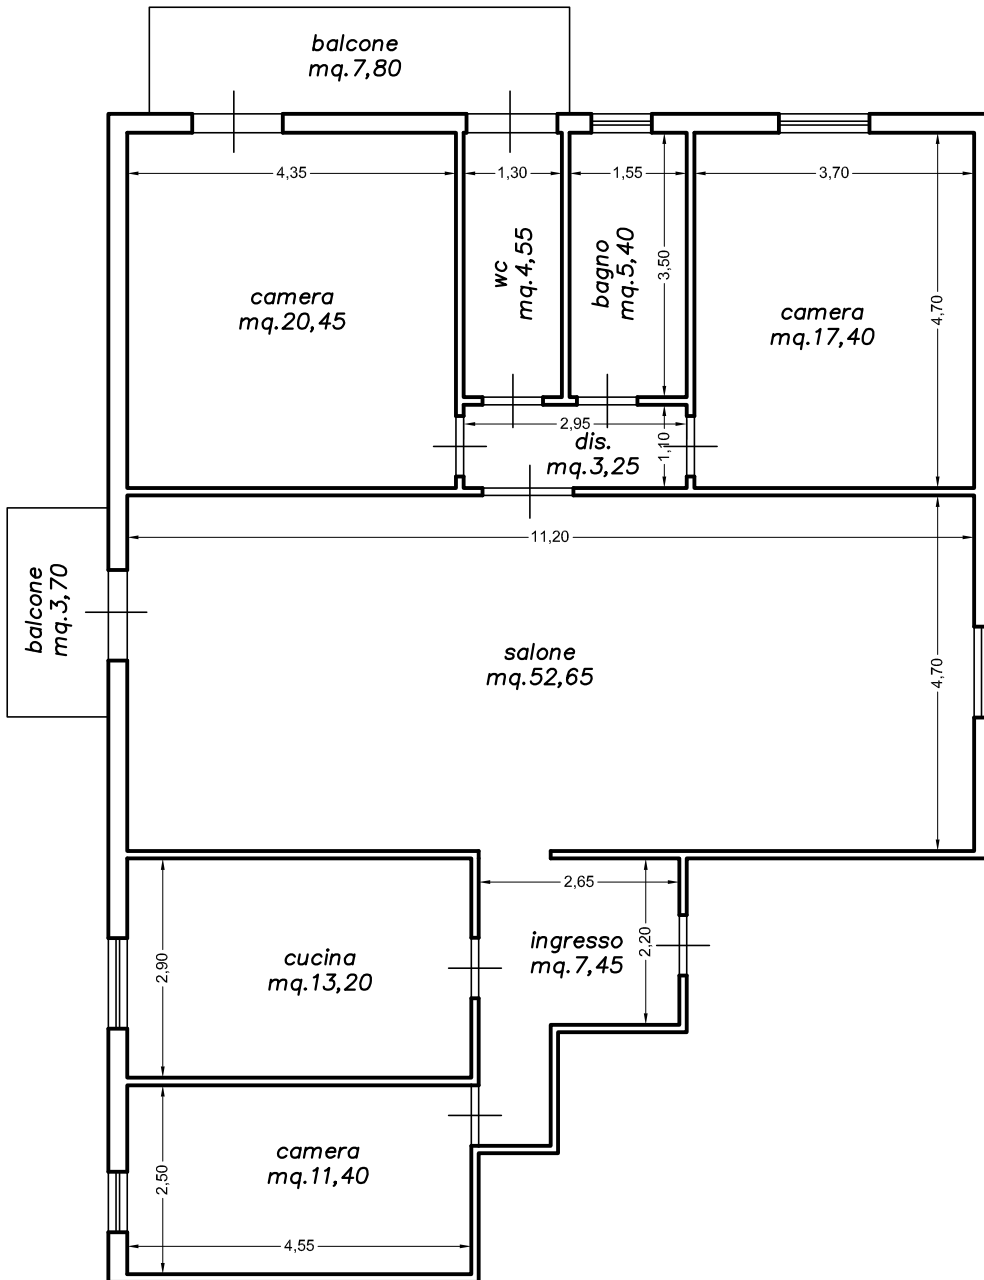 balcone
mq.7,80
4,35
1,30
1,55
3,70
wc
mq.4,55
bagno
mq.5,40
3,50
4,70
camera
mq.20,45
camera
mq.17,40
2,95
1,10
dis.
mq.3,25
11,20
balcone
mq.3,70
salone
mq.52,65
4,70
2,65
2,90
cucina
mq.13,20
ingresso
mq.7,45
2,20
2,50
camera
mq.11,40
4,55